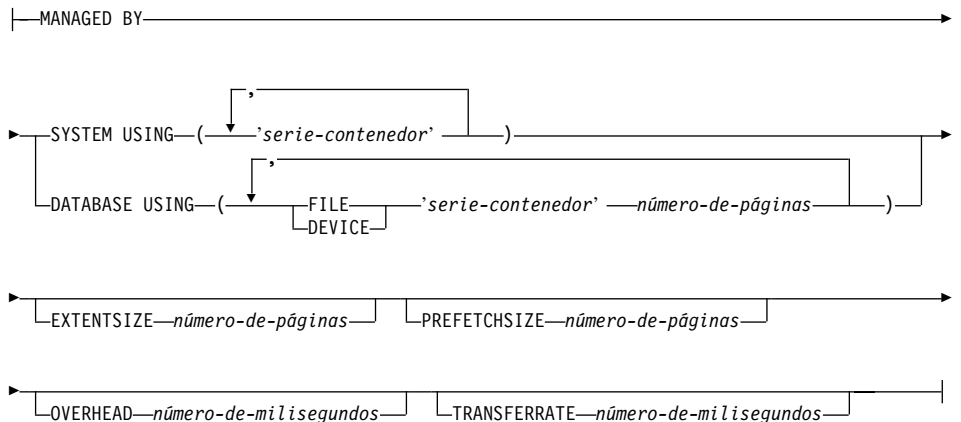 MANAGED BY
,
SYSTEM USING ( 'serie-contenedor' )
,
DATABASE USING ( FILE 'serie-contenedor' número-de-páginas )
DEVICE
EXTENTSIZE número-de-páginas PREFETCHSIZE número-de-páginas
OVERHEAD número-de-milisegundos TRANSFERRATE número-de-milisegundos